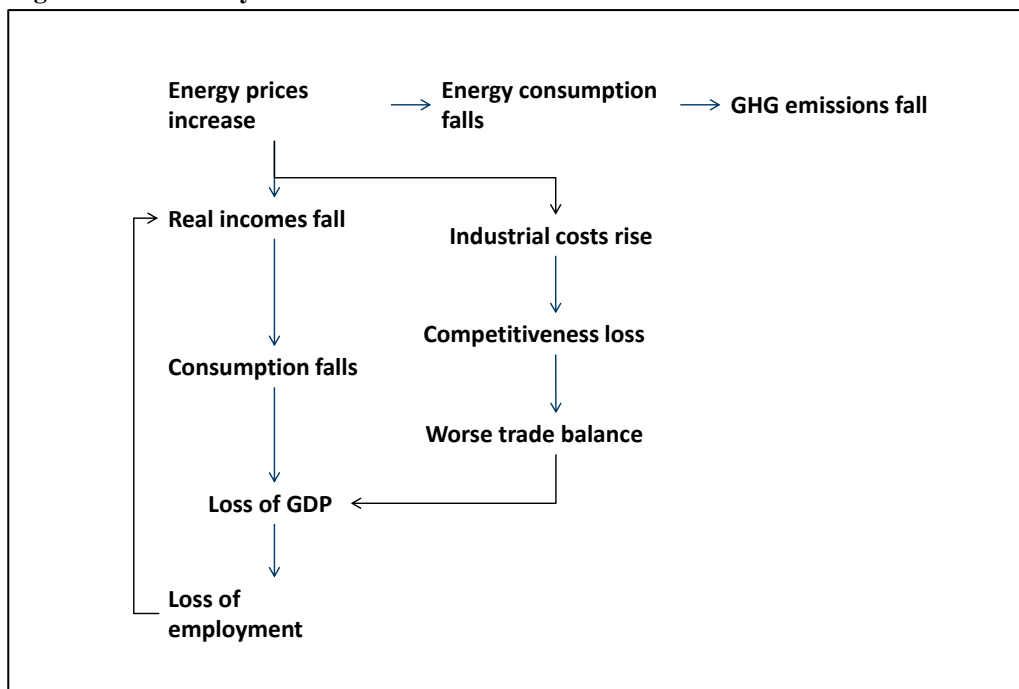 Energy prices
increase
Energy consumption
falls
GHG emissions fall
Real incomes fall
Industrial costs rise
Competitiveness loss
Consumption falls
Worse trade balance
Loss of GDP
Loss of
employment